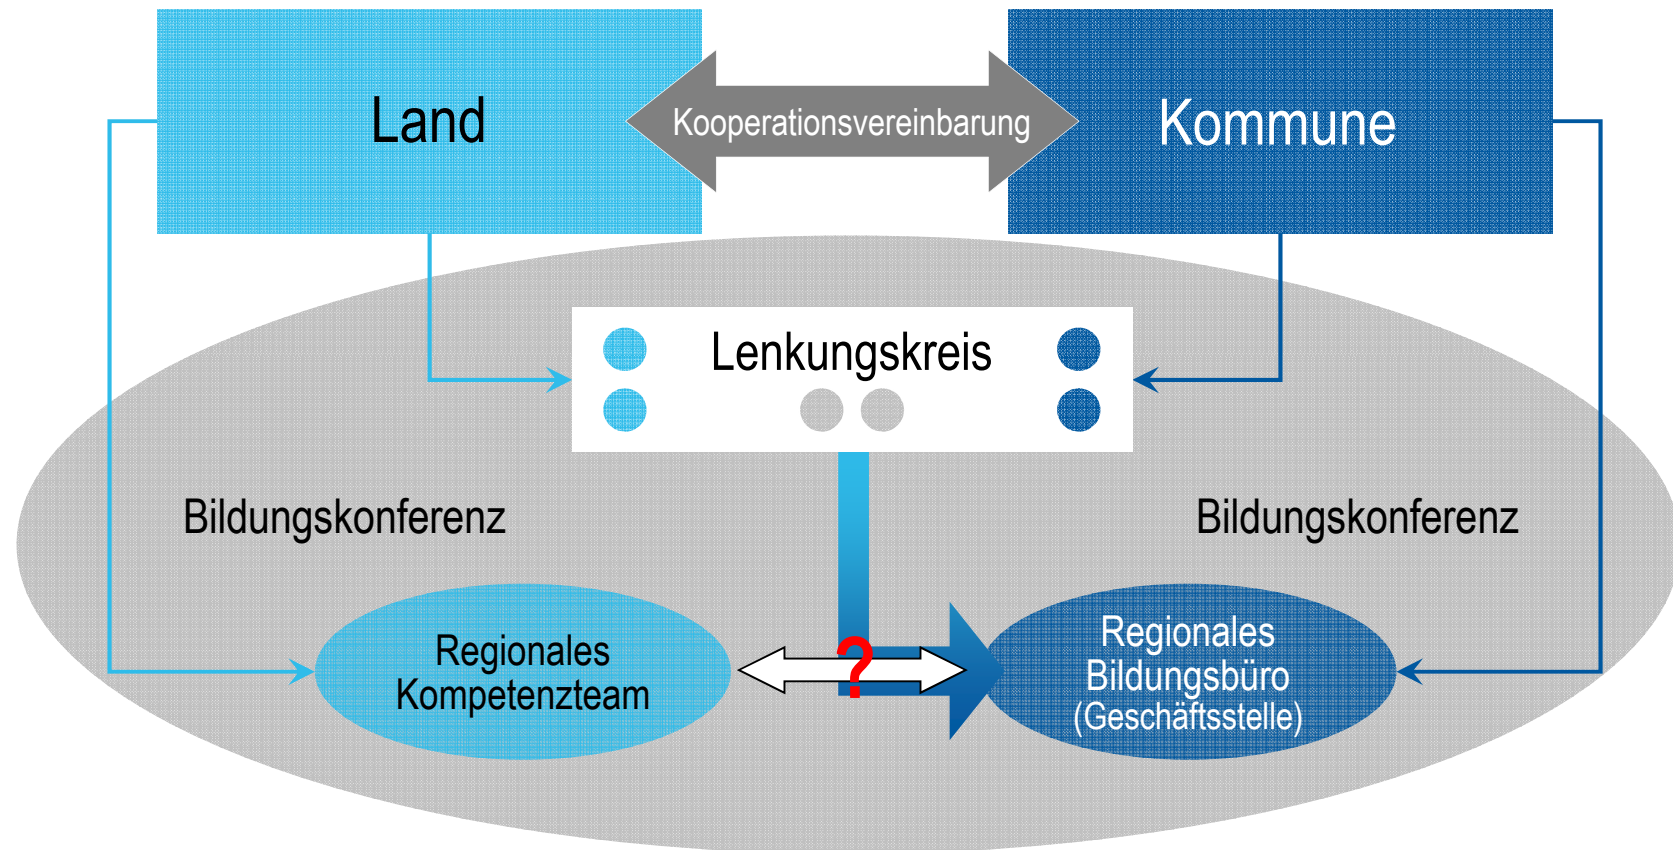 Land
Kooperationsvereinbarung
Kommune
Lenkungskreis
Bildungskonferenz
Bildungskonferenz
Regionales
Kompetenzteam
?
Regionales
Bildungsbüro
(Geschäftsstelle)